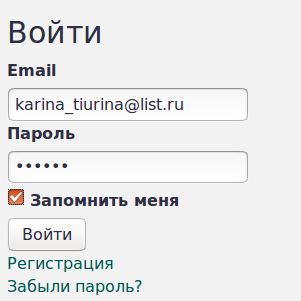 Войти
Email
karina_tiurina@list.ru
Пароль
••••••
Запомнить меня
Войти
Регистрация
Забыли пароль?